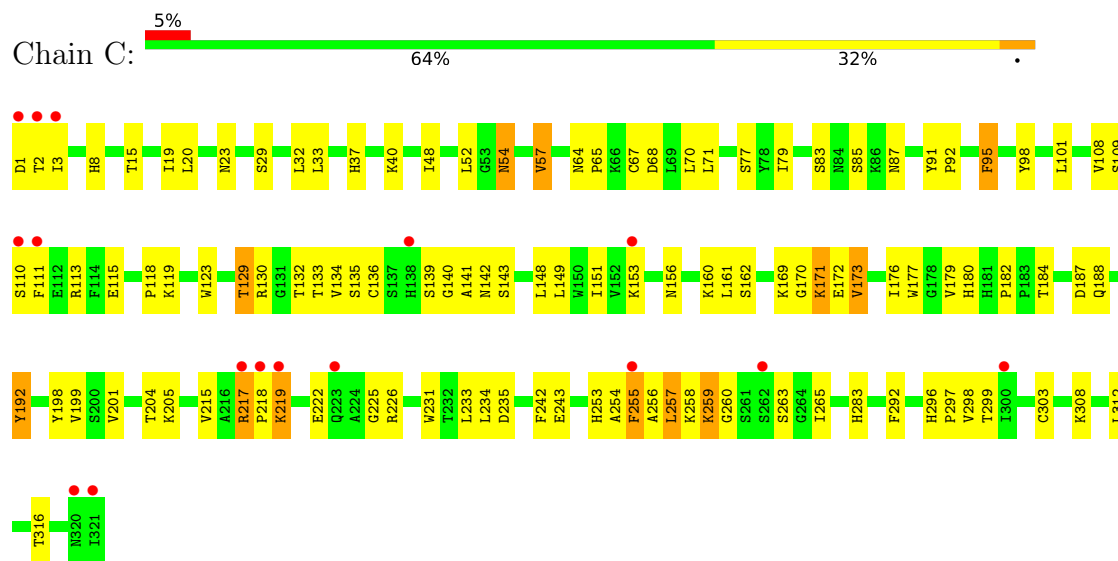 5%
Chain C:
64% 32% •
D1 T2 I3 H8 T15 I19 L20 N23 S29 L32 L33 H37 K40 I48 L52 G53 N54 V57 N64 P65 K66 C67 D68 L69 L70 L71 S77 Y78 I79 S83 N84 S85 K86 N87 Y91 P92 F95 Y98 L101 V108 S109
S110 F111 E112 R113 F114 E115 P118 K119 W123 T129 R130 G131 T132 T133 V134 S135 C136 S137 H138 S139 G140 A141 N142 S143 L148 L149 W150 I151 V152 K153 N156 K160 L161 S162 K169 G170 K171 E172 V173 I176 W177 G178 V179 H180 H181 P182 P183 T184 D187 Q188
Y192 Y198 V199 S200 V201 T204 K205 V215 A216 R217 P218 K219 E222 Q223 A224 G225 R226 W231 T232 L233 L234 D235 F242 E243 H253 A254 F255 A256 L257 K258 K259 G260 S261 S262 S263 G264 I265 H283 F292 H296 P297 V298 T299 I300 C303 K308
T316 N320 I321